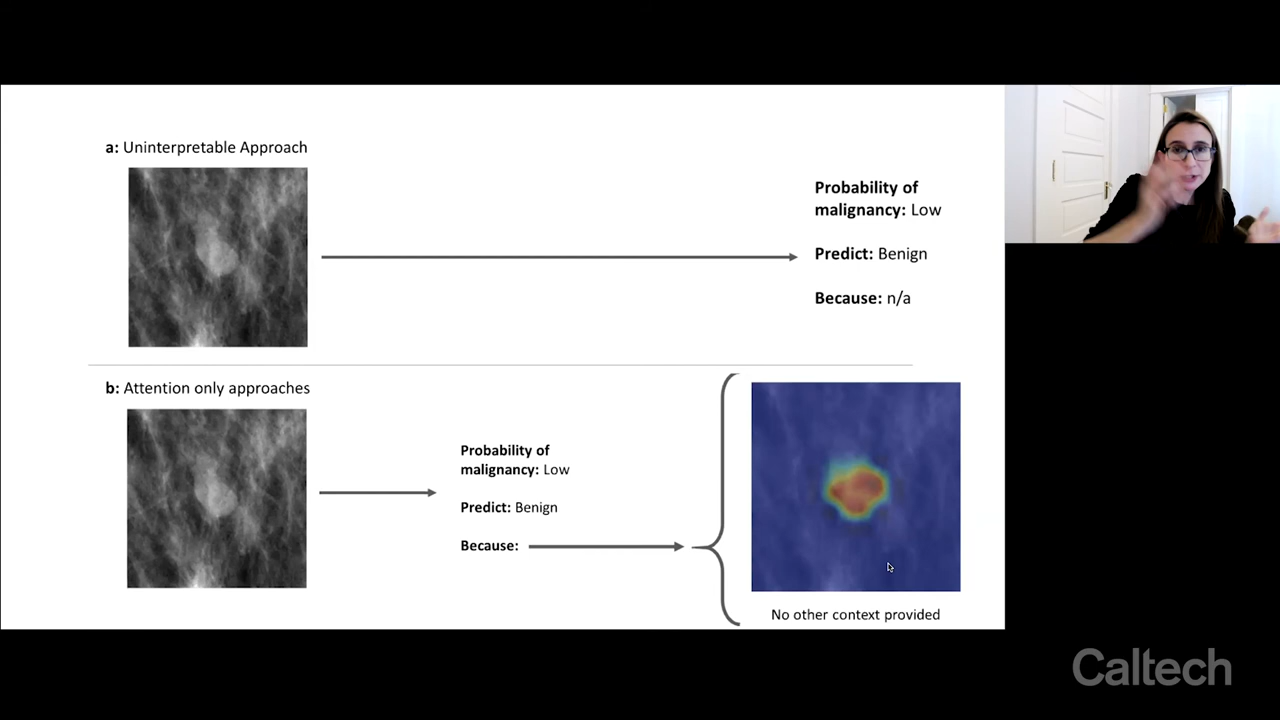 a: Uninterpretable Approach
Probability of
malignancy: Low
Predict: Benign
Because: n/a
b: Attention only approaches
Probability of
malignancy: Low
Predict: Benign
Because:
No other context provided
Caltech